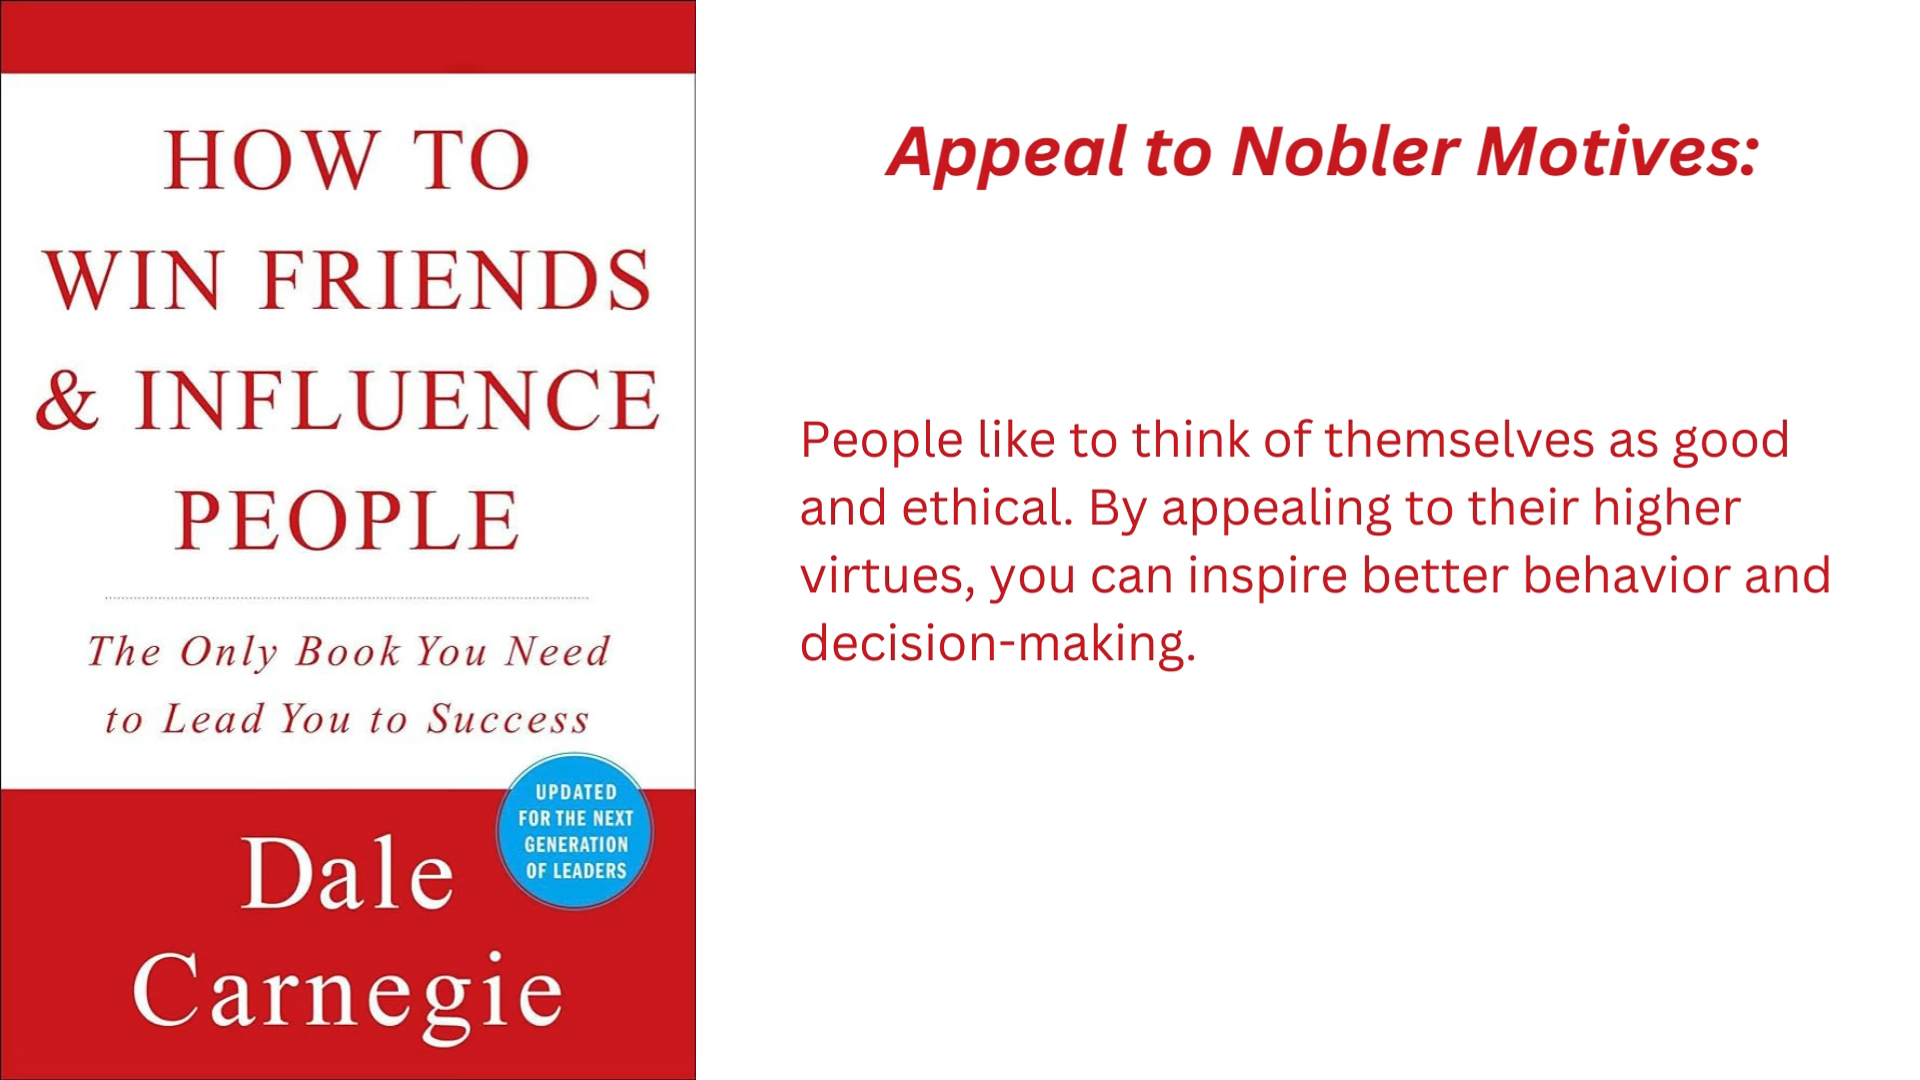 HOW TO
WIN FRIENDS
& INFLUENCE
PEOPLE
The Only Book You Need
to Lead You to Success
UPDATED
FOR THE NEXT
GENERATION
OF LEADERS
Dale
Carnegie
Appeal to Nobler Motives:
People like to think of themselves as good
and ethical. By appealing to their higher
virtues, you can inspire better behavior and
decision-making.